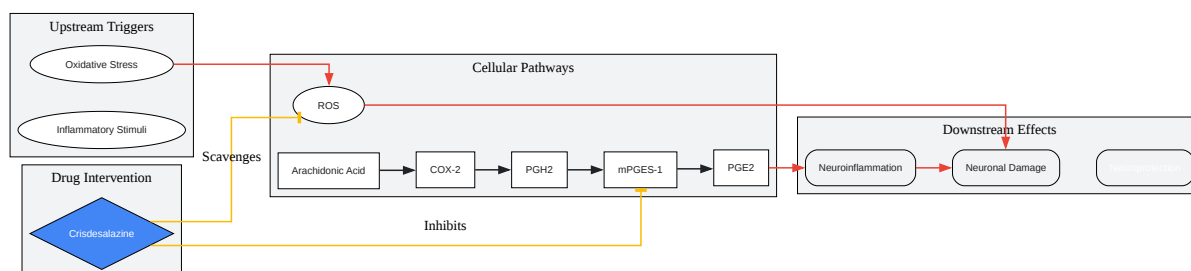 Upstream Triggers
Oxidative Stress
Inflammatory Stimuli
Drug Intervention
Crisdesalazine
Scavenges
Inhibits
Cellular Pathways
ROS
Arachidonic Acid
COX-2
PGH2
mPGES-1
PGE2
Downstream Effects
Neuroinflammation
Neuronal Damage
Neuroprotection